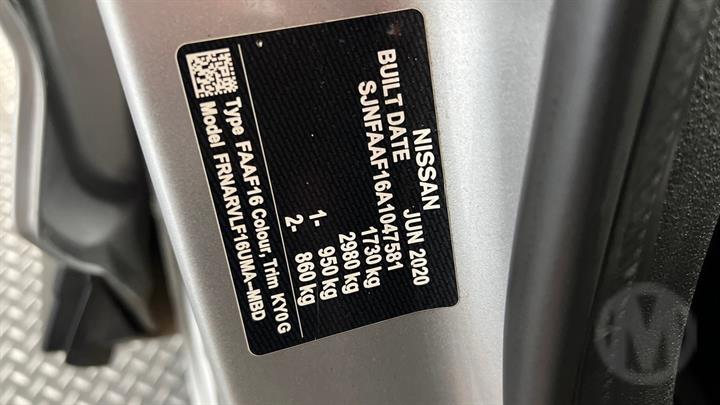 NISSAN
BUILT DATE JUN 2020
SJNFAAF16A1047581
1730 kg
2980 kg
1- 950 kg
2- 860 kg
Type FAAF16 Colour, Trim KY0G
Model FRNARVLF16UMA-MBD
M